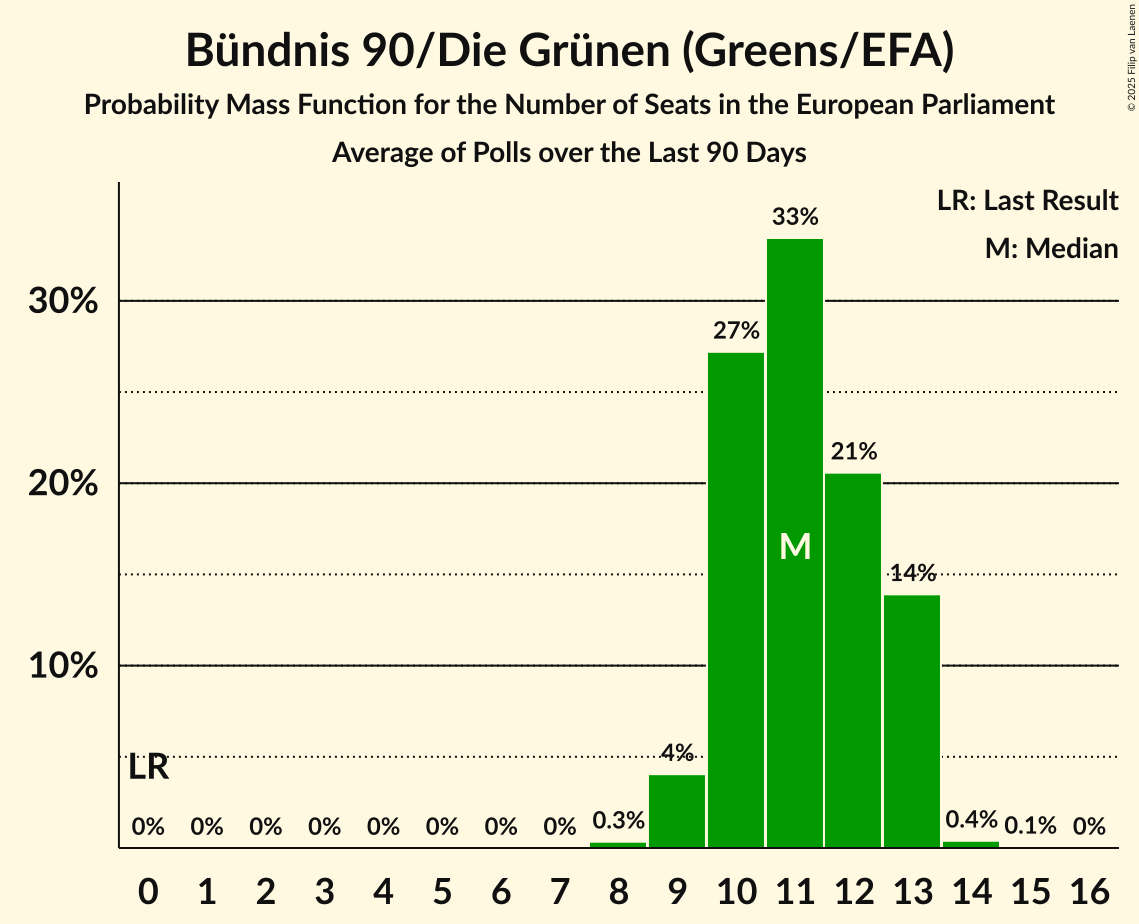 Bündnis 90/Die Grünen (Greens/EFA)
Probability Mass Function for the Number of Seats in the European Parliament
Average of Polls over the Last 90 Days
© 2025 Filip van Laenen
LR: Last Result
M: Median
33%
30%
27%
21%
20%
M
14%
10%
4%
LR
0% 0% 0% 0% 0% 0% 0% 0% 0.3% 0.4% 0.1% 0%
0 1 2 3 4 5 6 7 8 9 10 11 12 13 14 15 16